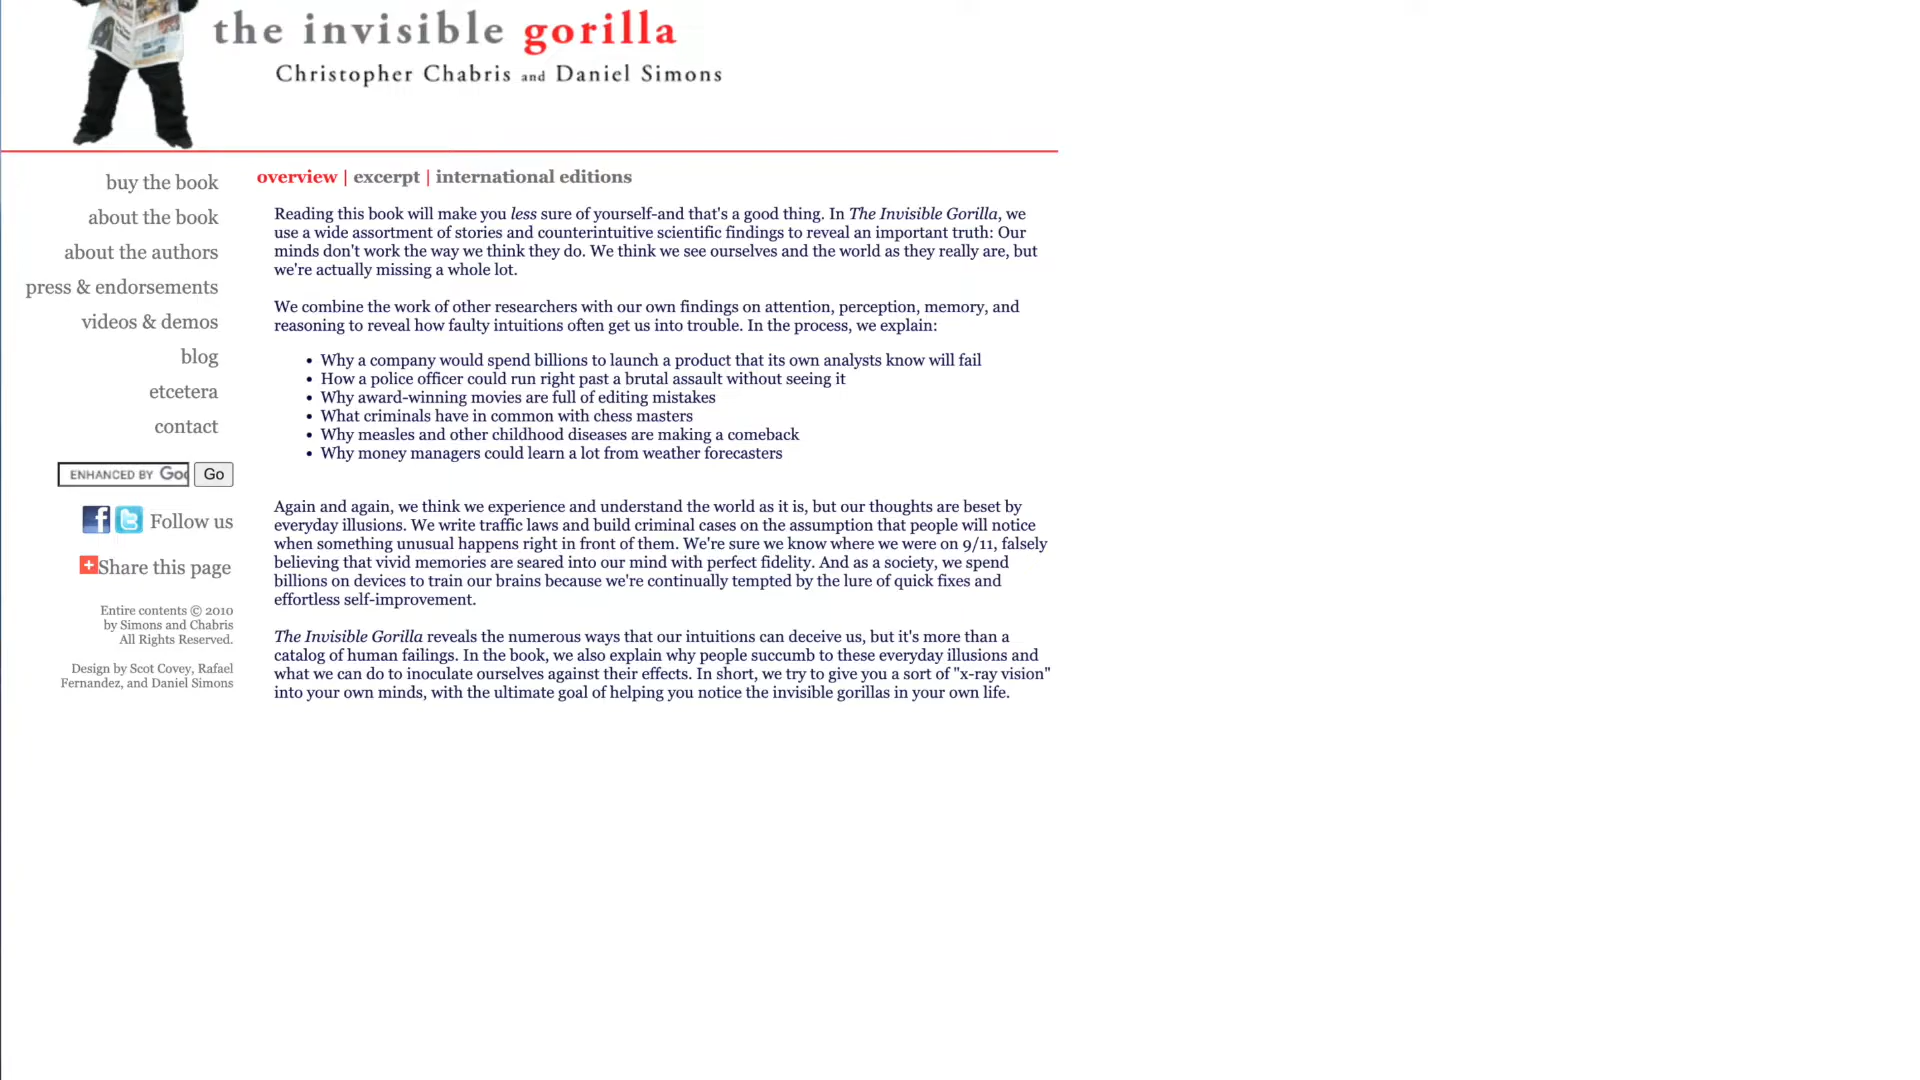 the invisible gorilla
Christopher Chabris and Daniel Simons
buy the book
about the book
about the authors
press & endorsements
videos & demos
blog
etcetera
contact
ENHANCED BY Goo
Go
Follow us
Share this page
Entire contents © 2010
by Simons and Chabris
All Rights Reserved.
Design by Scot Covey, Rafael
Fernandez, and Daniel Simons
overview | excerpt | international editions
Reading this book will make you less sure of yourself-and that's a good thing. In The Invisible Gorilla, we
use a wide assortment of stories and counterintuitive scientific findings to reveal an important truth: Our
minds don't work the way we think they do. We think we see ourselves and the world as they really are, but
we're actually missing a whole lot.
We combine the work of other researchers with our own findings on attention, perception, memory, and
reasoning to reveal how faulty intuitions often get us into trouble. In the process, we explain:
• Why a company would spend billions to launch a product that its own analysts know will fail
• How a police officer could run right past a brutal assault without seeing it
• Why award-winning movies are full of editing mistakes
• What criminals have in common with chess masters
• Why measles and other childhood diseases are making a comeback
• Why money managers could learn a lot from weather forecasters
Again and again, we think we experience and understand the world as it is, but our thoughts are beset by
everyday illusions. We write traffic laws and build criminal cases on the assumption that people will notice
when something unusual happens right in front of them. We're sure we know where we were on 9/11, falsely
believing that vivid memories are seared into our mind with perfect fidelity. And as a society, we spend
billions on devices to train our brains because we're continually tempted by the lure of quick fixes and
effortless self-improvement.
The Invisible Gorilla reveals the numerous ways that our intuitions can deceive us, but it's more than a
catalog of human failings. In the book, we also explain why people succumb to these everyday illusions and
what we can do to inoculate ourselves against their effects. In short, we try to give you a sort of "x-ray vision"
into your own minds, with the ultimate goal of helping you notice the invisible gorillas in your own life.